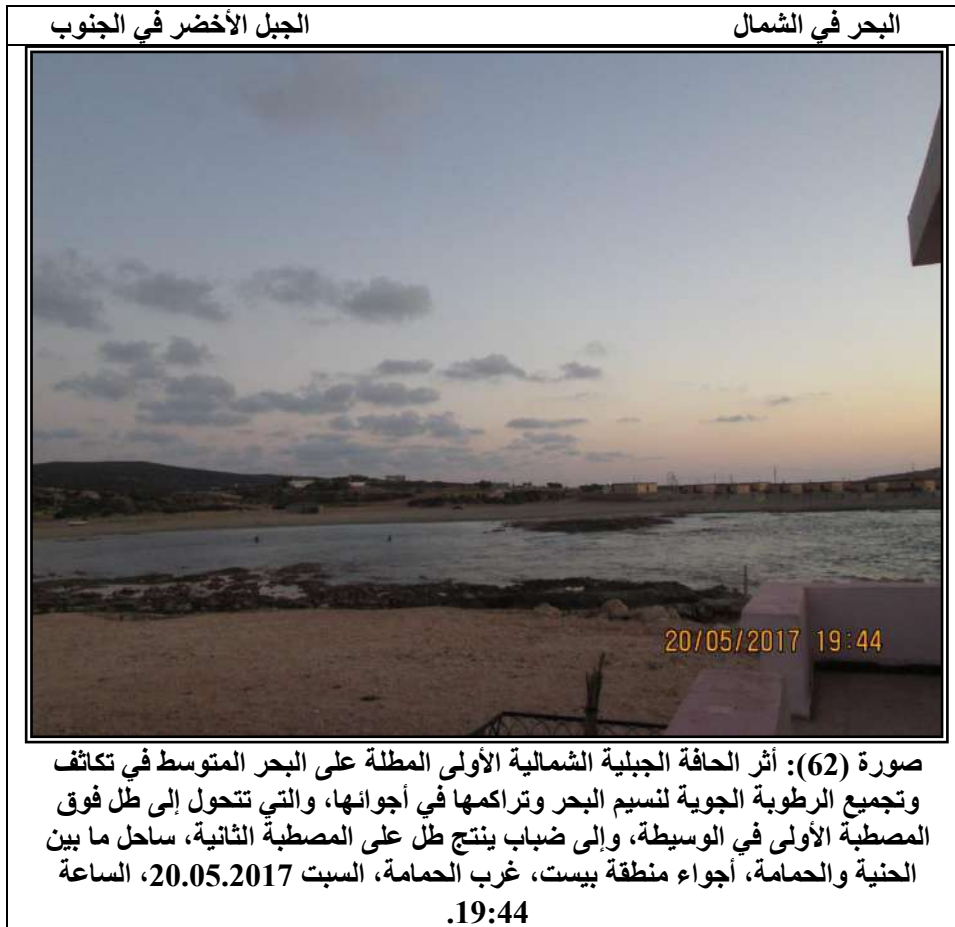 البحر في الشمال
الجبل الأخضر في الجنوب
20/05/2017 19:44
صورة (62): أثر الحافة الجبلية الشمالية الأولى المطلة على البحر المتوسط في تكاثف
وتجميع الرطوبة الجوية لنسيم البحر وتراكمها في أجوائها، والتي تتحول إلى طل فوق
المصطبة الأولى في الوسيطة، وإلى ضباب ينتج طل على المصطبة الثانية، ساحل ما بين
الحنية والحمامة، أجواء منطقة بيست، غرب الحمامة، السبت 20.05.2017، الساعة
19:44.